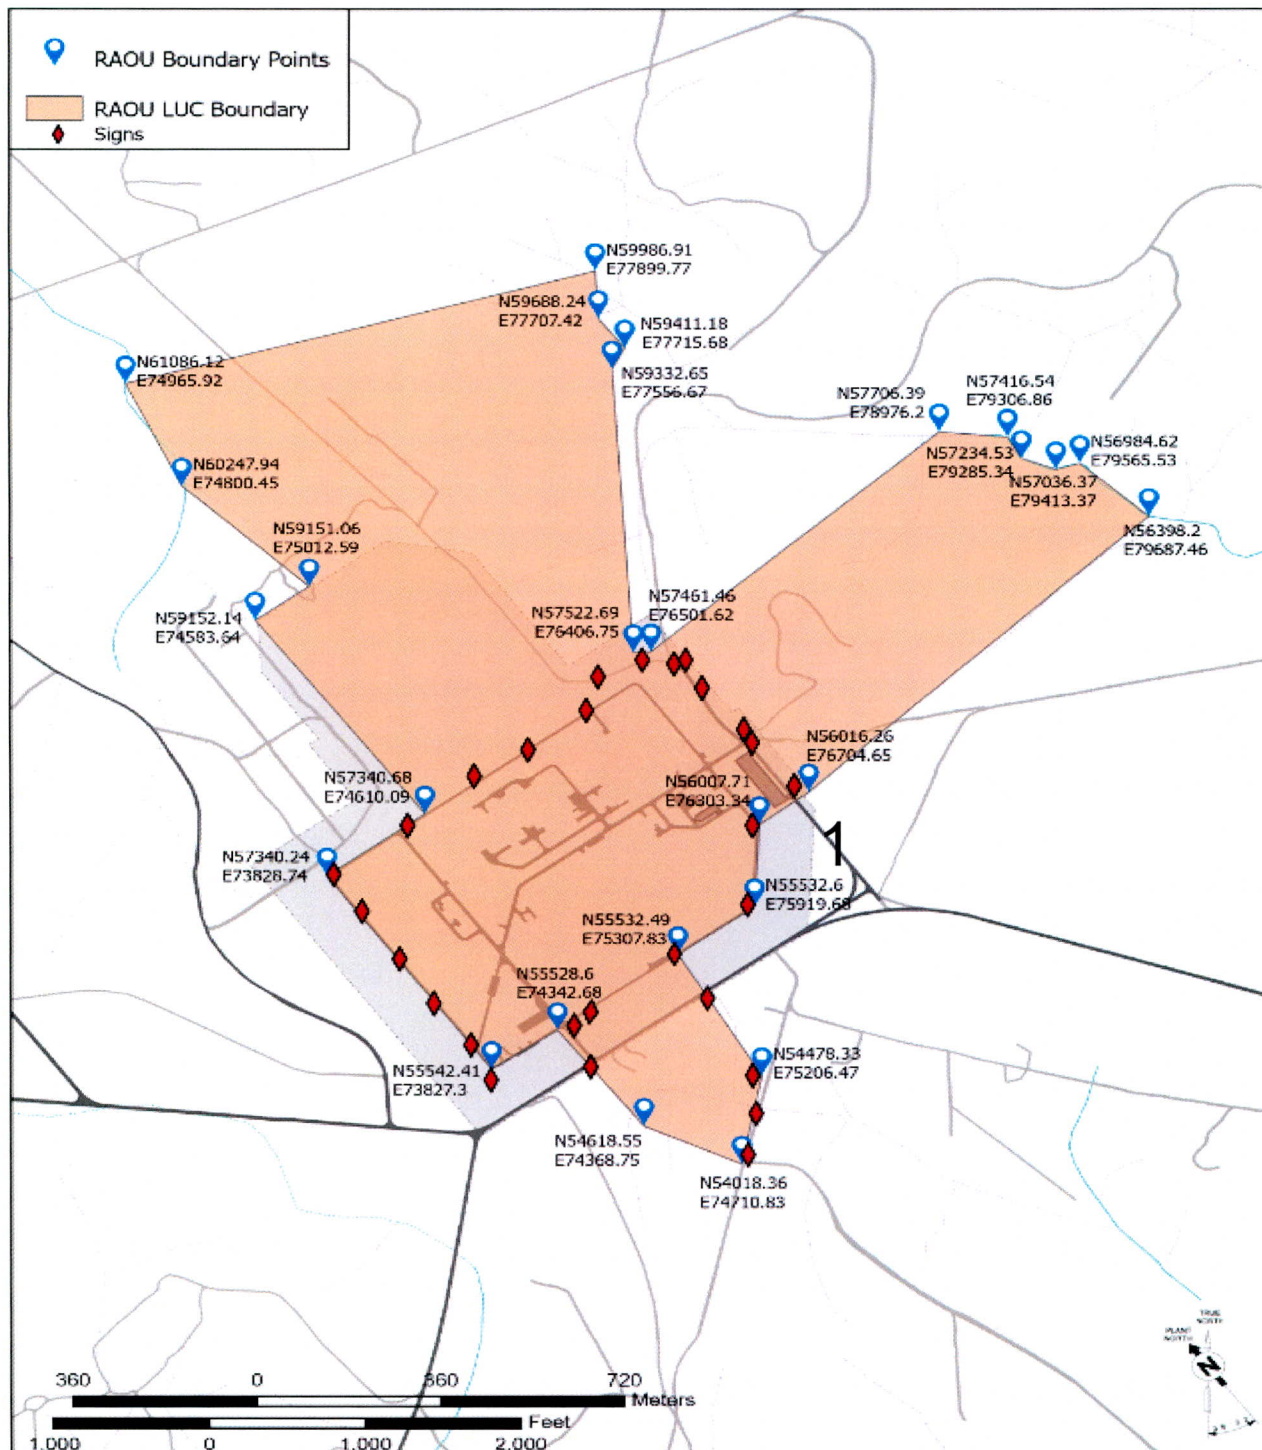 RAOU Boundary Points
RAOU LUC Boundary
Signs
N59986.91
E77899.77
N59688.24
E77707.42
N59411.18
E77715.68
N59332.65
E77556.67
N61086.12
E74965.92
N57706.39
E78976.2
N57416.54
E79306.86
N57234.53
E79285.34
N56984.62
E79565.53
N57036.37
E79413.37
N56398.2
E79687.46
N60247.94
E74800.45
N59151.06
E75012.59
N59152.14
E74583.64
N57522.69
E76406.75
N57461.46
E76501.62
N56016.26
E76704.65
N57340.68
E74610.09
N56007.71
E76303.34
1
N57340.24
E73828.74
N55532.6
E75919.68
N55532.49
E75307.83
N55528.6
E74342.68
N55542.41
E73827.3
N54478.33
E75206.47
N54618.55
E74368.75
N54018.36
E74710.83
TRUE
NORTH
PLANT
NORTH
N
360 0 360 720
Meters
Feet
1,000 0 1,000 2,000